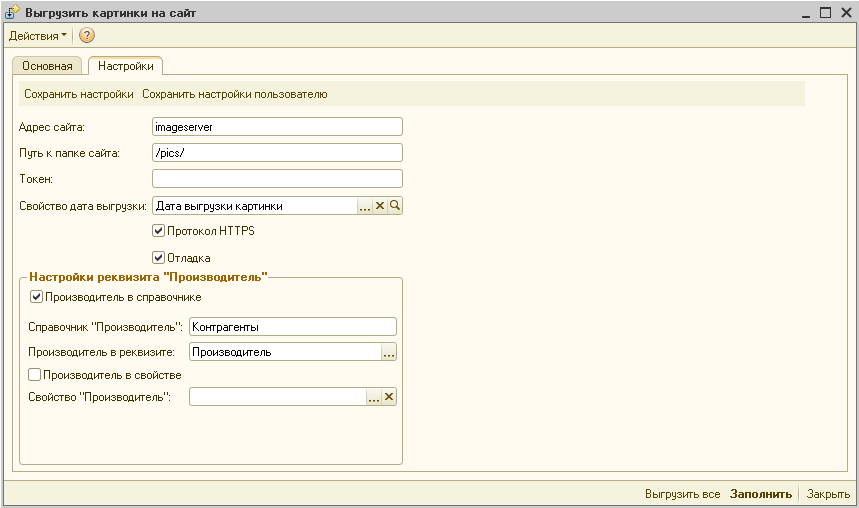 Выгрузить картинки на сайт
Действия
Основная Настройки
Сохранить настройки Сохранить настройки пользователю
Адрес сайта: imageserver
Путь к папке сайта: /pics/
Токен:
Свойство дата выгрузки: Дата выгрузки картинки ...
Протокол HTTPS
Отладка
Настройки реквизита "Производитель"
Производитель в справочнике
Справочник "Производитель": Контрагенты
Производитель в реквизите: Производитель ...
Производитель в свойстве
Свойство "Производитель": ...
Выгрузить все Заполнить Закрыть